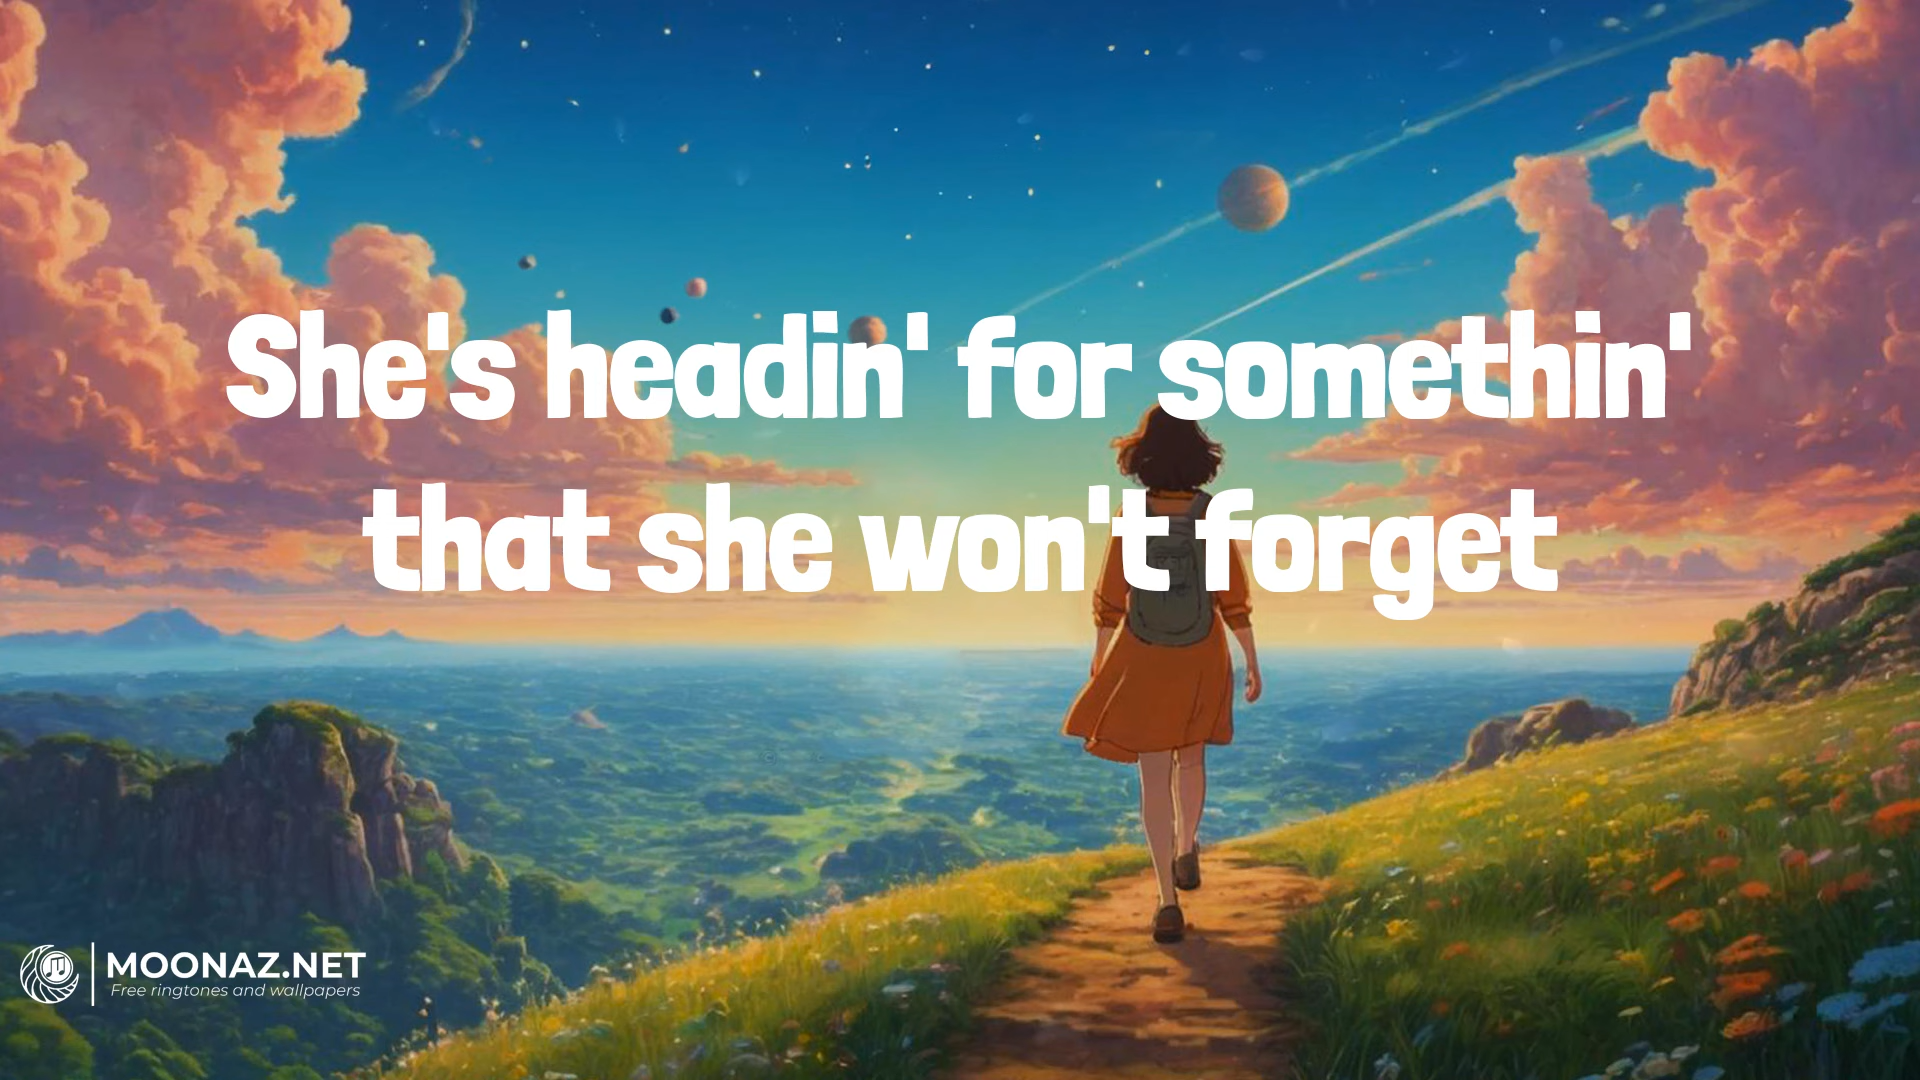 She's headin' for somethin'
that she won't forget
MOONAZ.NET
Free ringtones and wallpapers